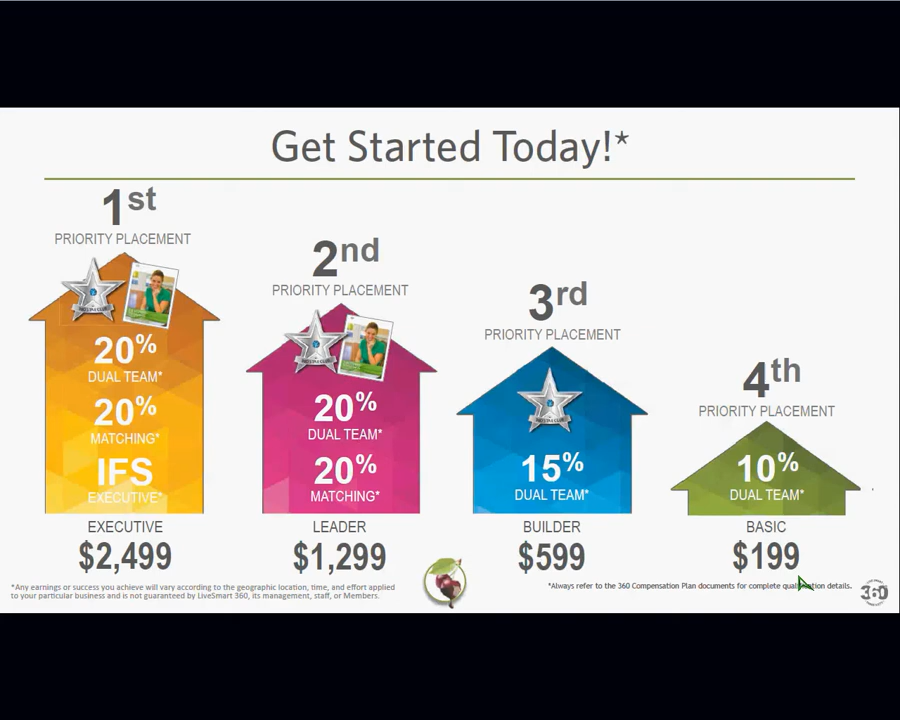 Get Started Today!*
1st
PRIORITY PLACEMENT
20%
DUAL TEAM*
20%
MATCHING*
IFS
EXECUTIVE*
EXECUTIVE
$2,499
2nd
PRIORITY PLACEMENT
20%
DUAL TEAM*
20%
MATCHING*
LEADER
$1,299
3rd
PRIORITY PLACEMENT
15%
DUAL TEAM*
BUILDER
$599
4th
PRIORITY PLACEMENT
10%
DUAL TEAM*
BASIC
$199
*Any earnings or success you achieve will vary according to the geographic location, time, and effort applied
to your particular business and is not guaranteed by LiveSmart 360, its management, staff, or Members.
*Always refer to the 360 Compensation Plan documents for complete qualification details.
360